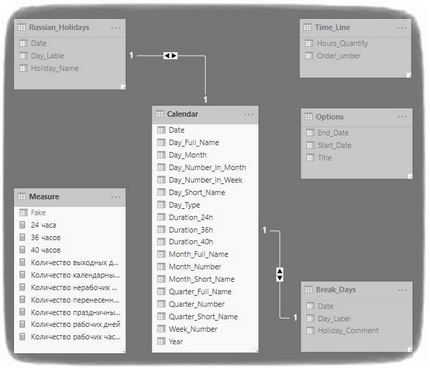 Russian_Holidays
Date
Day_Lable
Holiday_Name
Time_Line
Hours_Quantity
Order_umber
1
1
Calendar
Date
Day_Full_Name
Day_Month
Day_Number_In_Month
Day_Number_In_Week
Day_Short_Name
Day_Type
Duration_24h
Duration_36h
Duration_40h
Month_Full_Name
Month_Number
Month_Short_Name
Quarter_Full_Name
Quarter_Number
Quarter_Short_Name
Week_Number
Year
Options
End_Date
Start_Date
Title
Measure
Fake
24 часа
36 часов
40 часов
Количество выходных д...
Количество календарны...
Количество нерабочих ...
Количество перенесенн...
Количество праздничны...
Количество рабочих дней
Количество рабочих час...
1
1
Break_Days
Date
Day_Label
Holiday_Comment